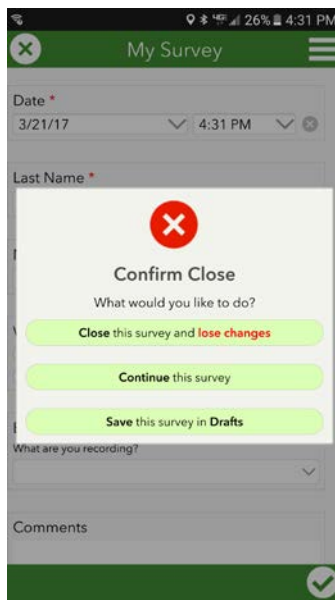 4G 26% 4:31 PM
My Survey
Date *
3/21/17 4:31 PM
Last Name *
Confirm Close
What would you like to do?
Close this survey and lose changes
Continue this survey
Save this survey in Drafts
What are you recording?
Comments